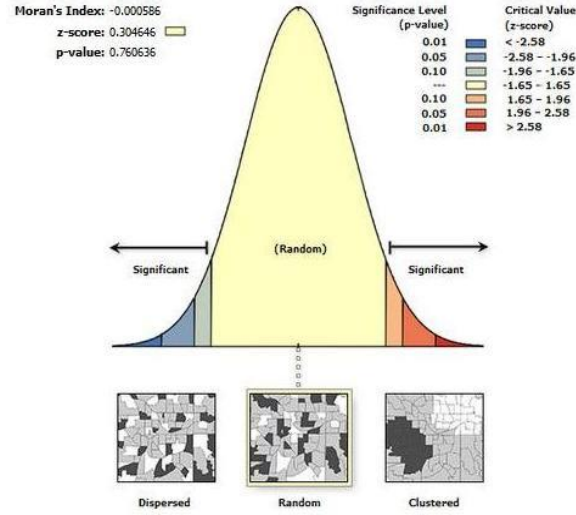 Moran's Index: -0.000586
z-score: 0.304646
p-value: 0.760636
Significance Level
(p-value)
Critical Value
(z-score)
0.01 < -2.58
0.05 -2.58 – -1.96
0.10 -1.96 – -1.65
--- -1.65 – 1.65
0.10 1.65 – 1.96
0.05 1.96 – 2.58
0.01 > 2.58
(Random)
Significant
Significant
Dispersed
Random
Clustered